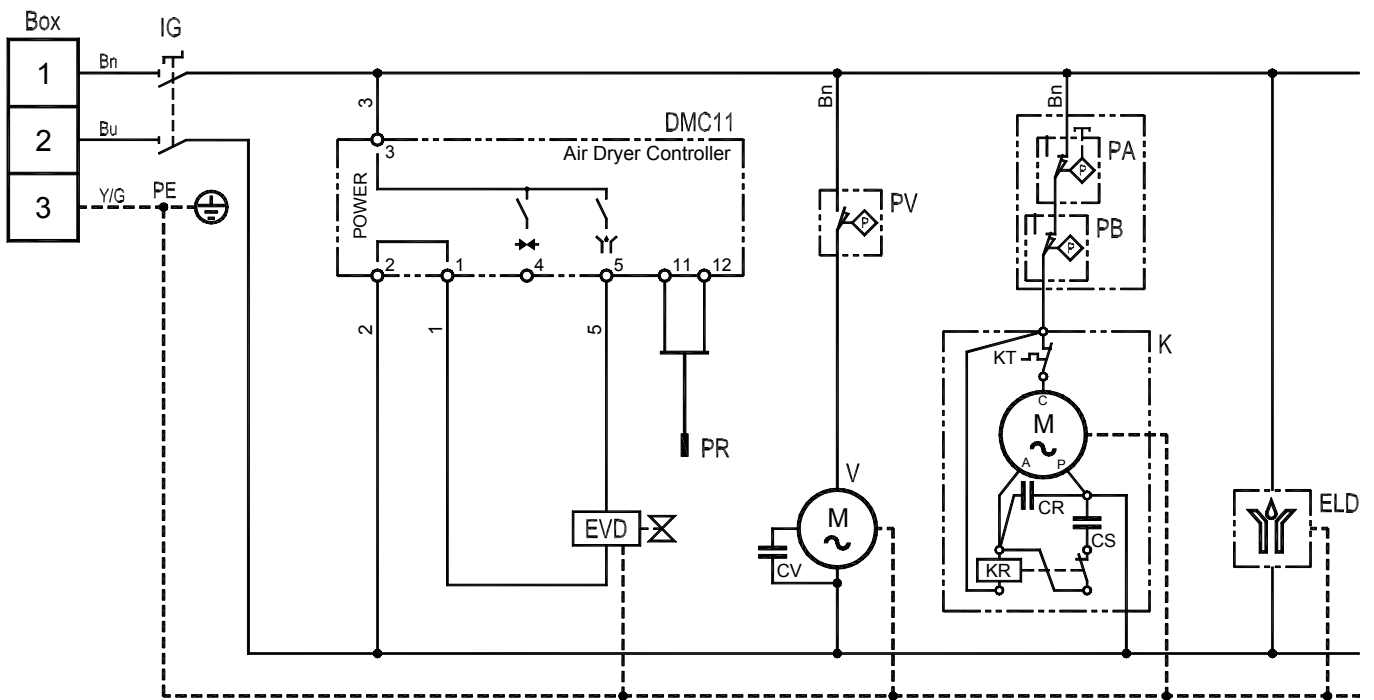 Box
IG
1
Bn
2
Bu
3
Y/G
PE
3
DMC11
3
Air Dryer Controller
POWER
2
1
4
5
11
12
2
1
5
PR
EVD
Bn
PV
P
V
M
CV
Bn
PA
P
PB
P
K
KT
C
M
A
P
CR
CS
KR
ELD